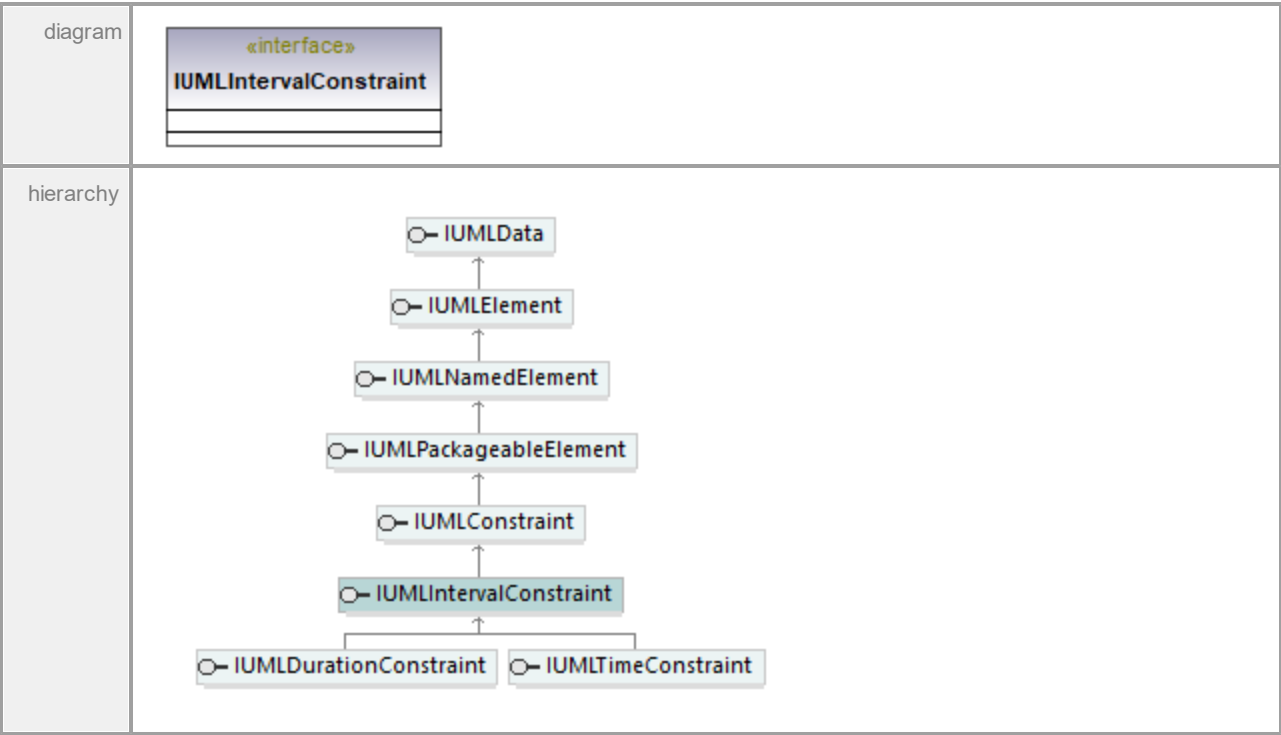 diagram
«interface»
IUMLIntervalConstraint
hierarchy
IUMLData
IUMLElement
IUMLNamedElement
IUMLPackageableElement
IUMLConstraint
IUMLIntervalConstraint
IUMLDurationConstraint IUMLTimeConstraint